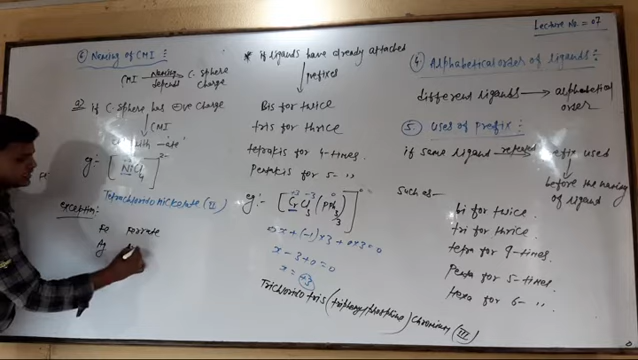 Lecture No. = 07
⑥ Naming of CMI :
CMI Naming depends C. sphere charge
(a) if C. sphere has ⊖ve charge
CMI
with -ate
eg:- [NiCl4]2-
Tetrachloridonickelate (II)
Exception:
Fe Ferrate
Ag
* if ligands have already attached
prefixes
Bis for twice
tris for thrice
tetrakis for 4-times
Pentakis for 5- "
eg:- [CrCl3(PPh3)3]0
x + (-1)×3 + 0×3 = 0
x - 3 + 0 = 0
x = +3
Trichlorido tris (triphenylphosphine) chromium (III)
④ Alphabetical order of ligands :
different ligands → alphabetical order
⑤ Uses of prefix :
if same ligand repeated used
before the naming of ligand
such as—
bi for twice
tri for thrice
tetra for 4-times
penta for 5-times
hexa for 6- "